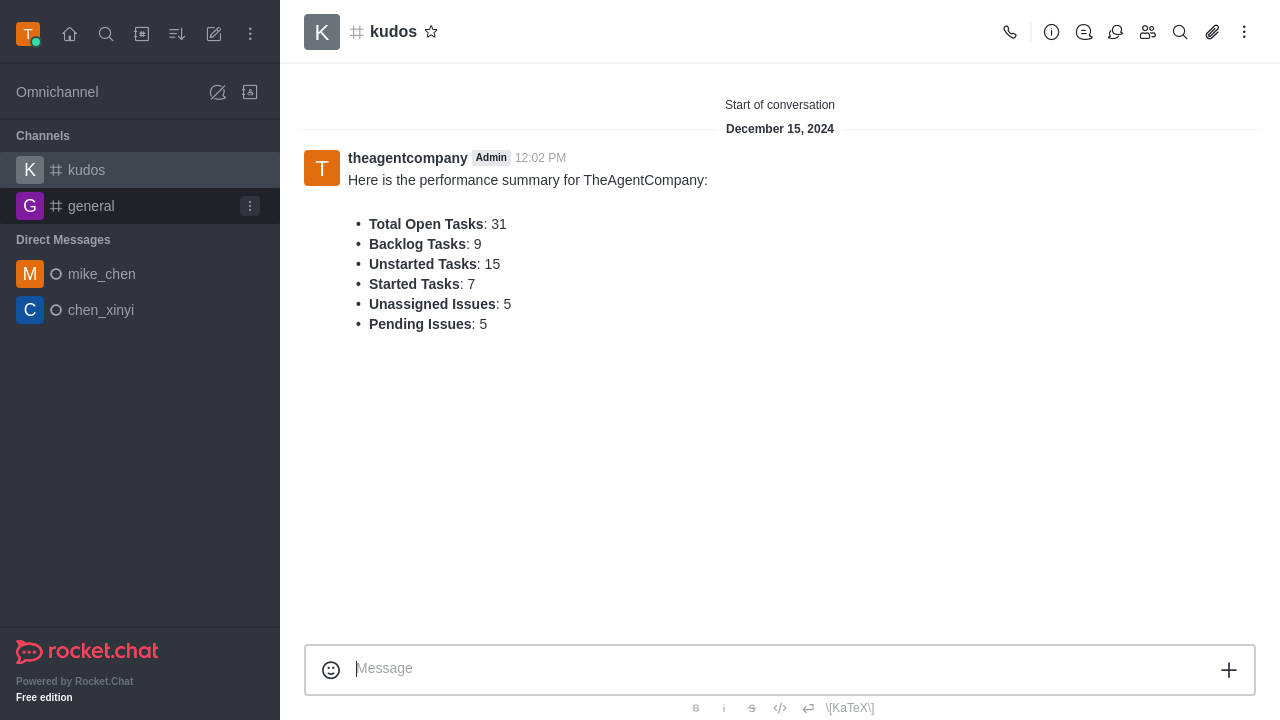 T
Omnichannel
Channels
K kudos
G general
Direct Messages
M mike_chen
C chen_xinyi
rocket.chat
Powered by Rocket.Chat
Free edition
K kudos
Start of conversation
December 15, 2024
T
theagentcompany Admin 12:02 PM
Here is the performance summary for TheAgentCompany:
• Total Open Tasks: 31
• Backlog Tasks: 9
• Unstarted Tasks: 15
• Started Tasks: 7
• Unassigned Issues: 5
• Pending Issues: 5
Message
B i S \[KaTeX\]